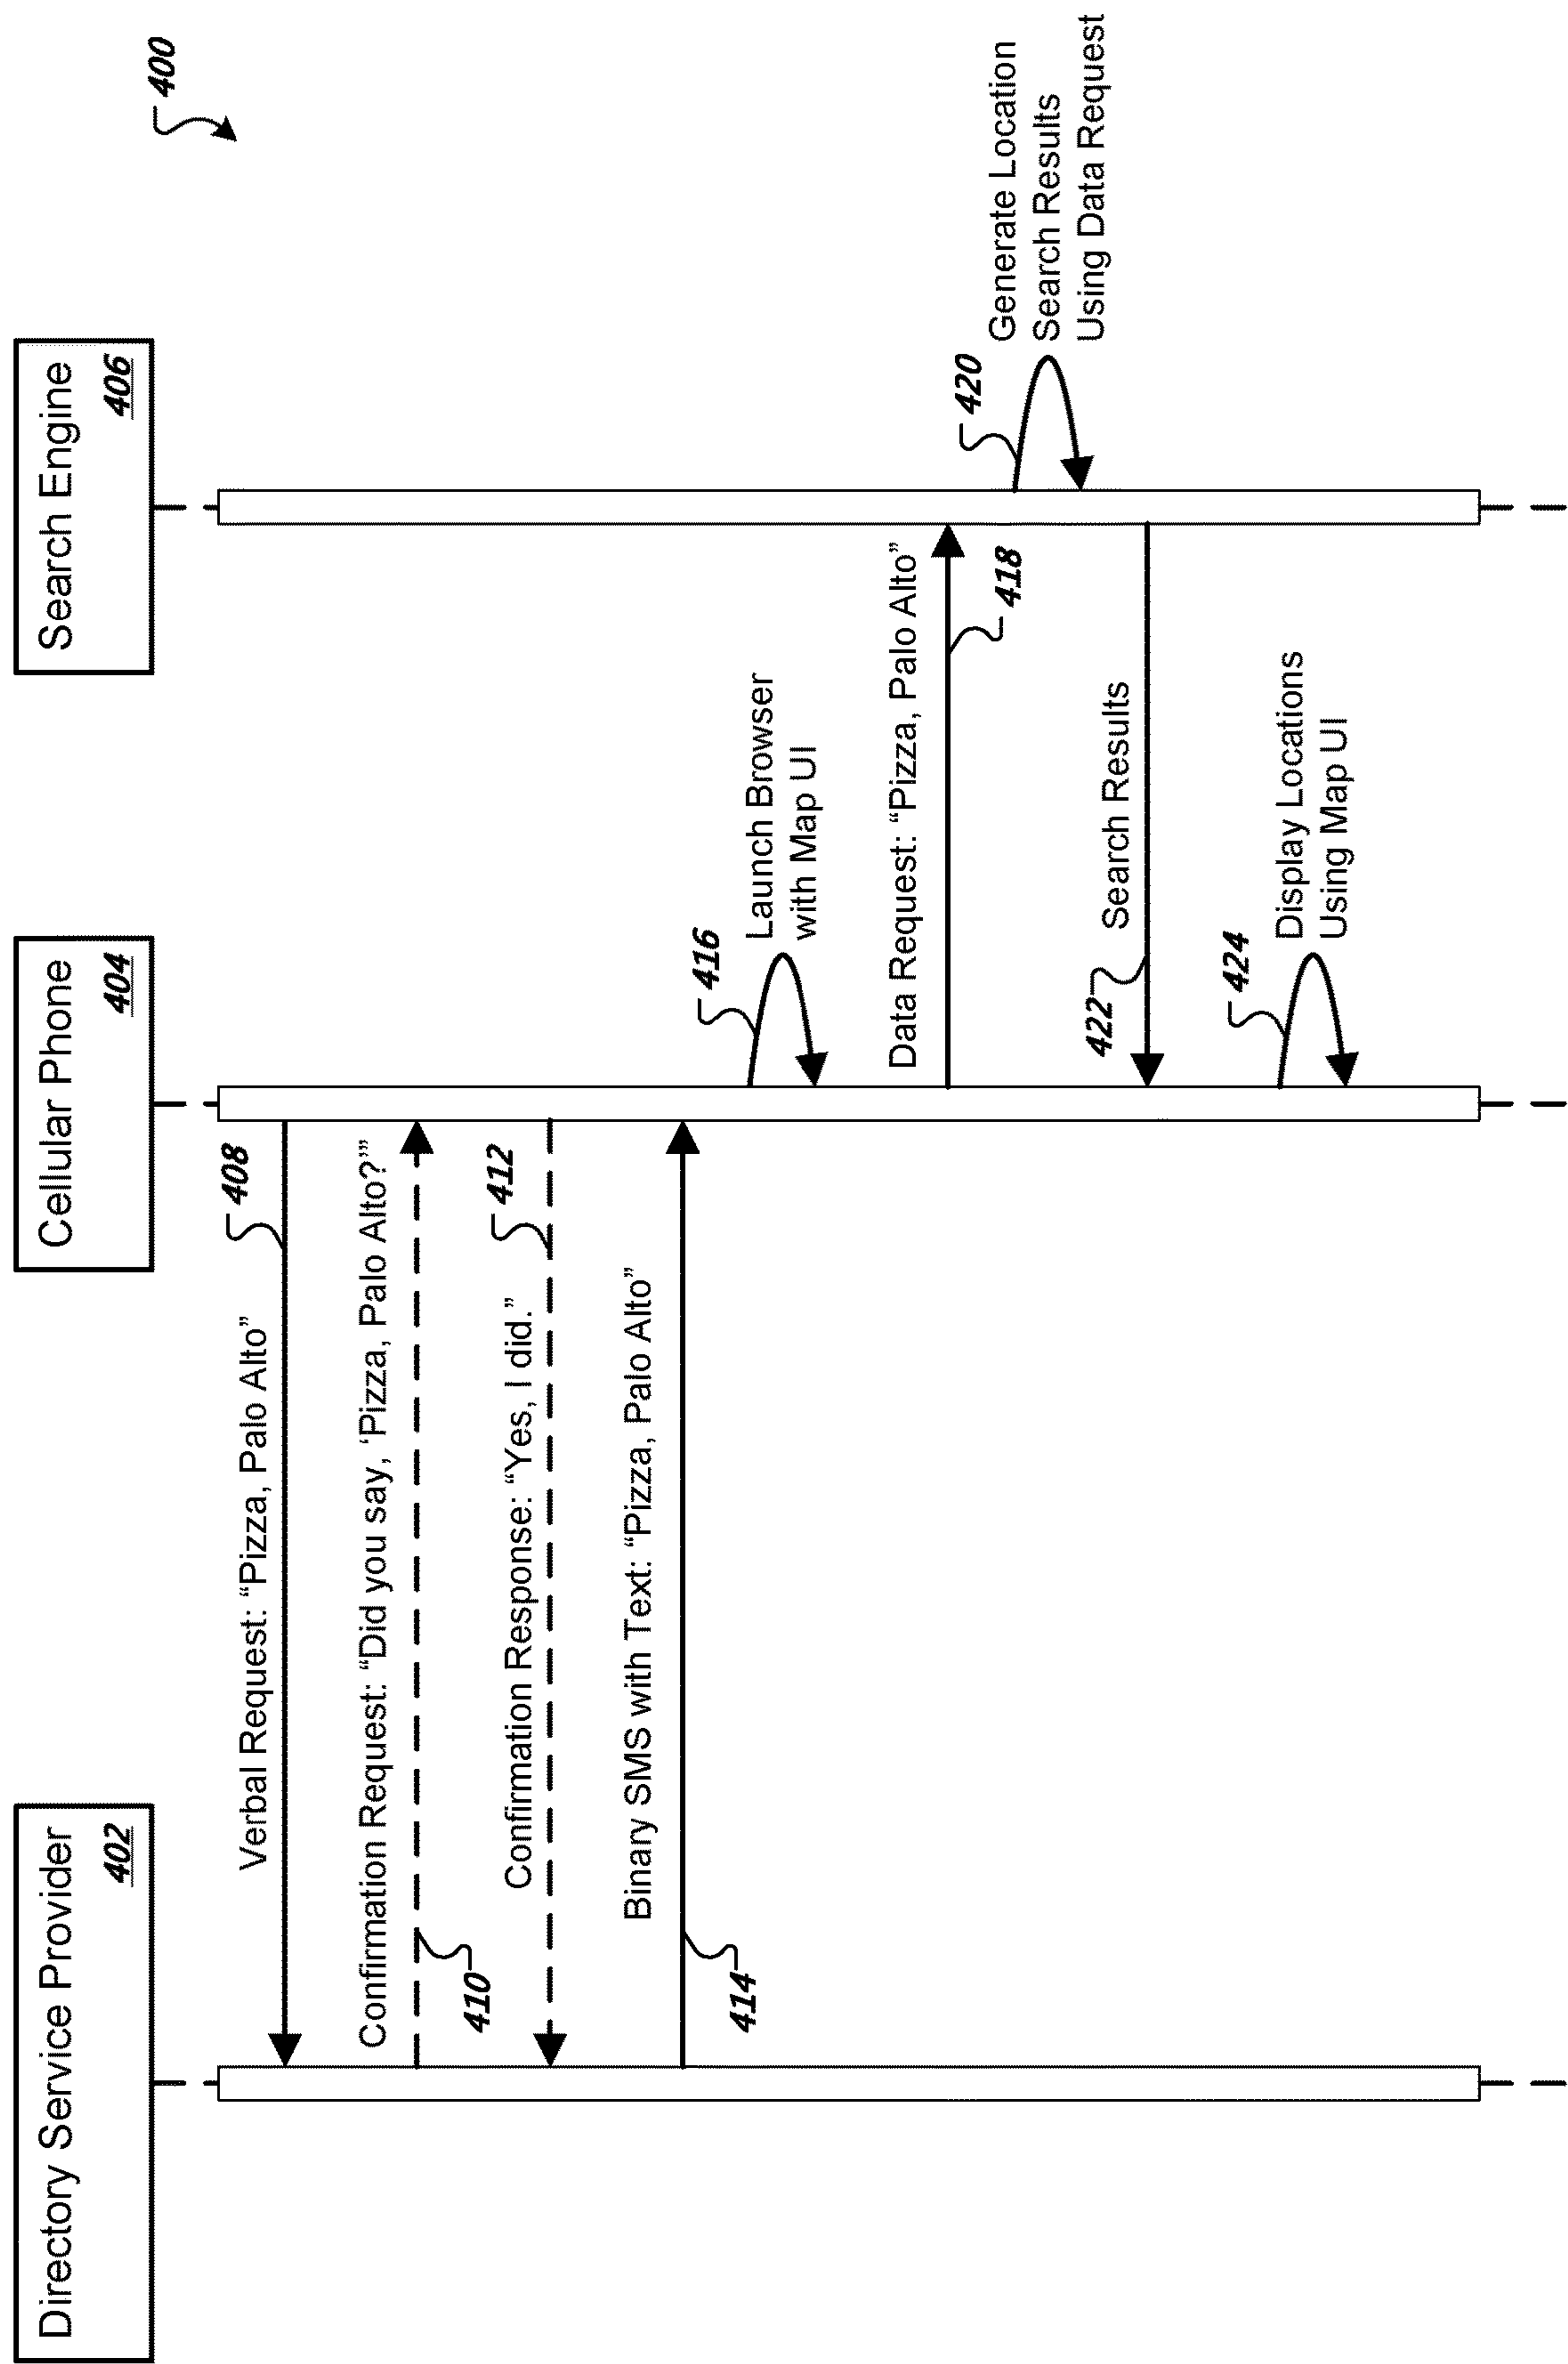 400
Directory Service Provider
402
Cellular Phone
404
Search Engine
406
Verbal Request: “Pizza, Palo Alto”
408
Confirmation Request: “Did you say, ‘Pizza, Palo Alto?’”
410
Confirmation Response: “Yes, I did.”
412
Binary SMS with Text: “Pizza, Palo Alto”
414
416
Launch Browser
with Map UI
Data Request: “Pizza, Palo Alto”
418
420
Generate Location
Search Results
Using Data Request
422
Search Results
424
Display Locations
Using Map UI